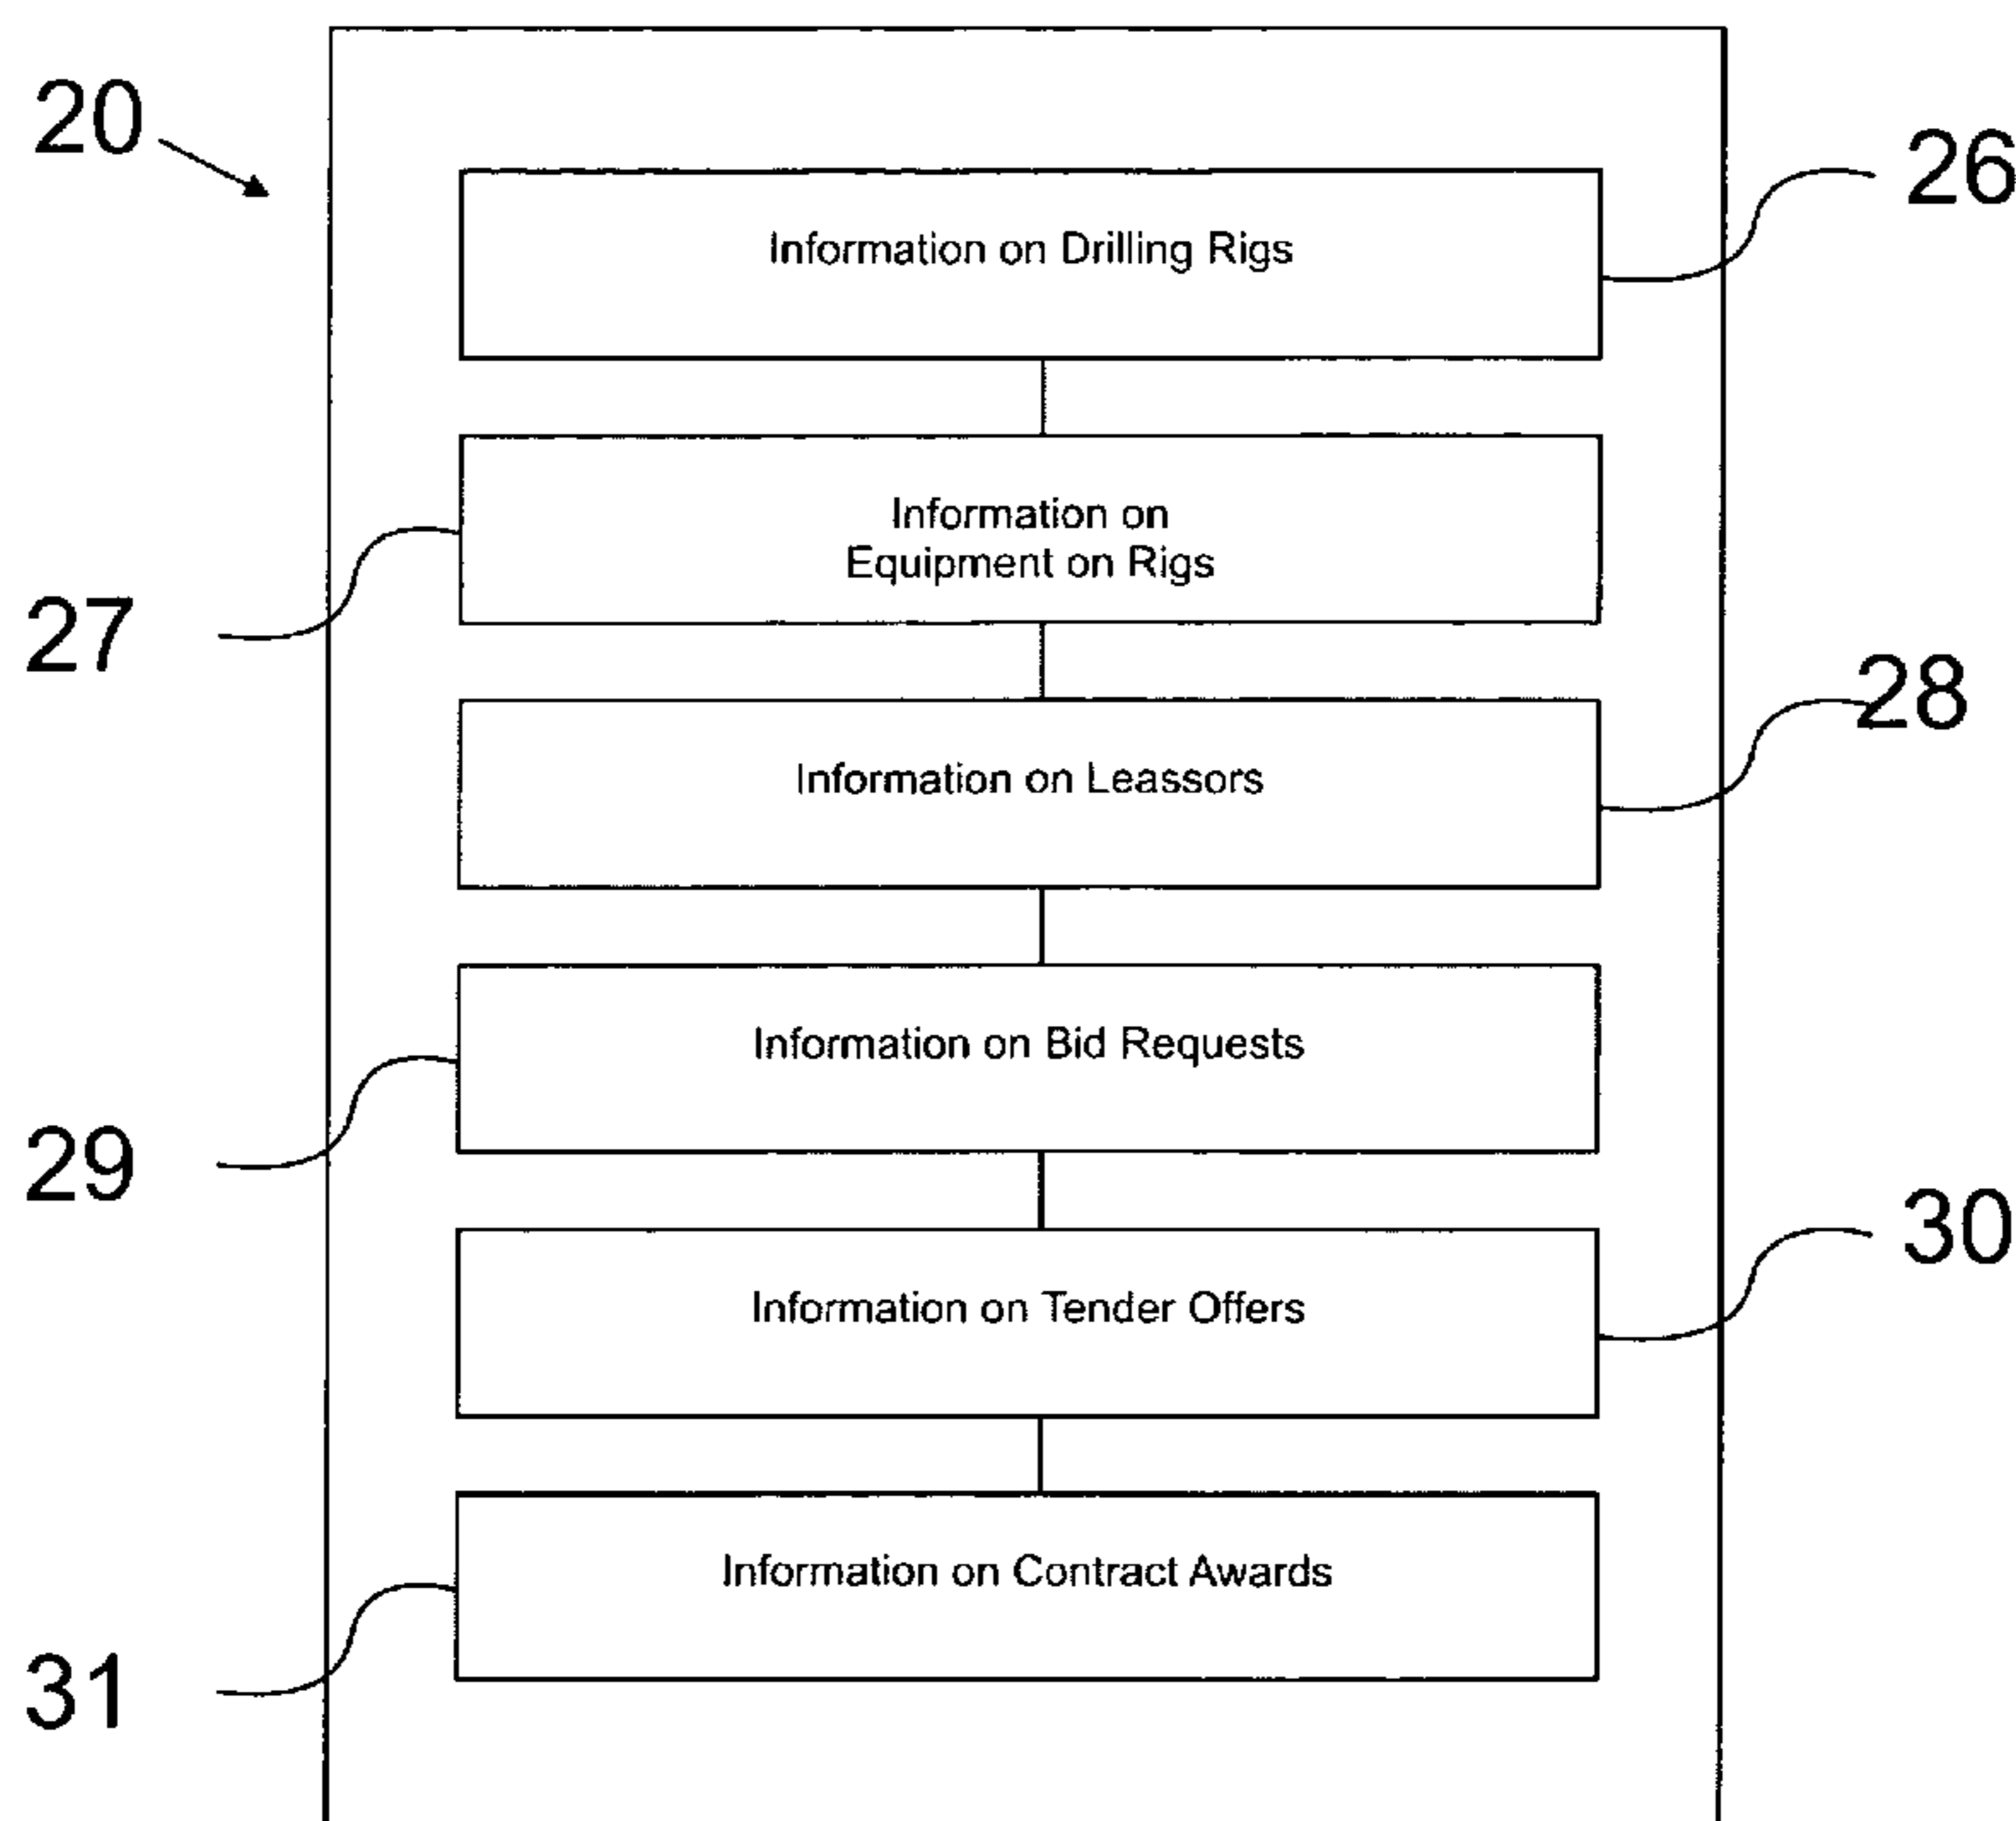 20
26
Information on Drilling Rigs
Information on
Equipment on Rigs
27
28
Information on Leassors
Information on Bid Requests
29
30
Information on Tender Offers
Information on Contract Awards
31